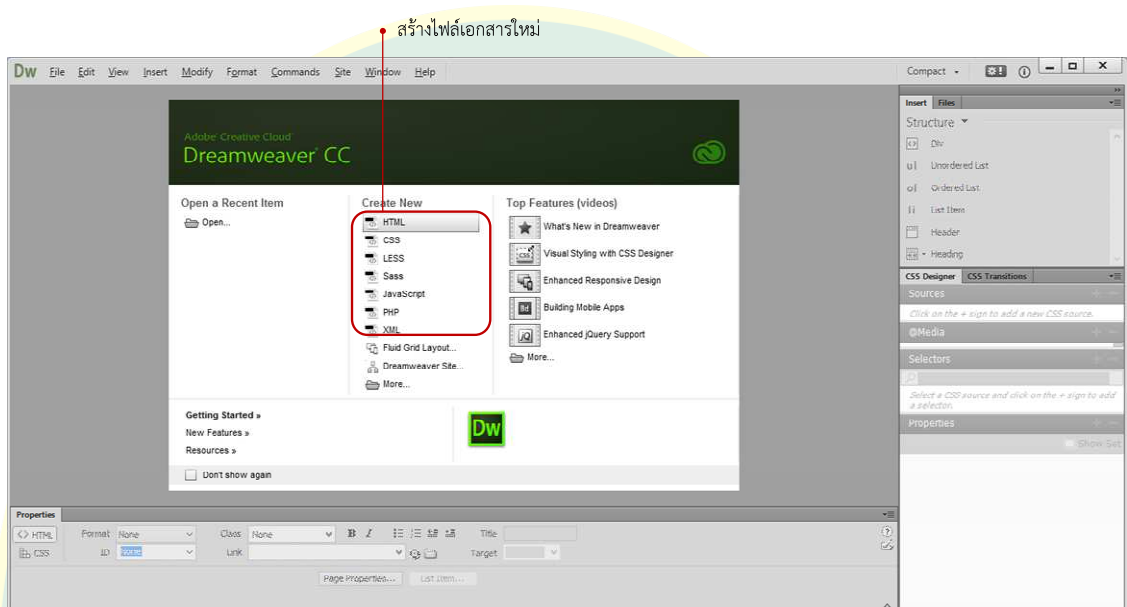 สร้างไฟล์เอกสารใหม่
Dw File Edit View Insert Modify Format Commands Site Window Help
Compact
Insert Files
Structure
Div
ul Unordered List
ol Ordered List
li List Item
Header
Heading
CSS Designer CSS Transitions
Sources
Click on the + sign to add a new CSS source.
@Media
Selectors
Select a CSS source and click on the + sign to add
a selector.
Properties
Show Set
Adobe Creative Cloud
Dreamweaver CC
Open a Recent Item
Open...
Create New
HTML
CSS
LESS
Sass
JavaScript
PHP
XML
Fluid Grid Layout...
Dreamweaver Site...
More...
Top Features (videos)
What's New in Dreamweaver
Visual Styling with CSS Designer
Enhanced Responsive Design
Building Mobile Apps
Enhanced jQuery Support
More...
Getting Started »
New Features »
Resources »
Dw
Don't show again
Properties
<> HTML Format None Class None B I Title
CSS ID None Link Target
Page Properties... List Item...